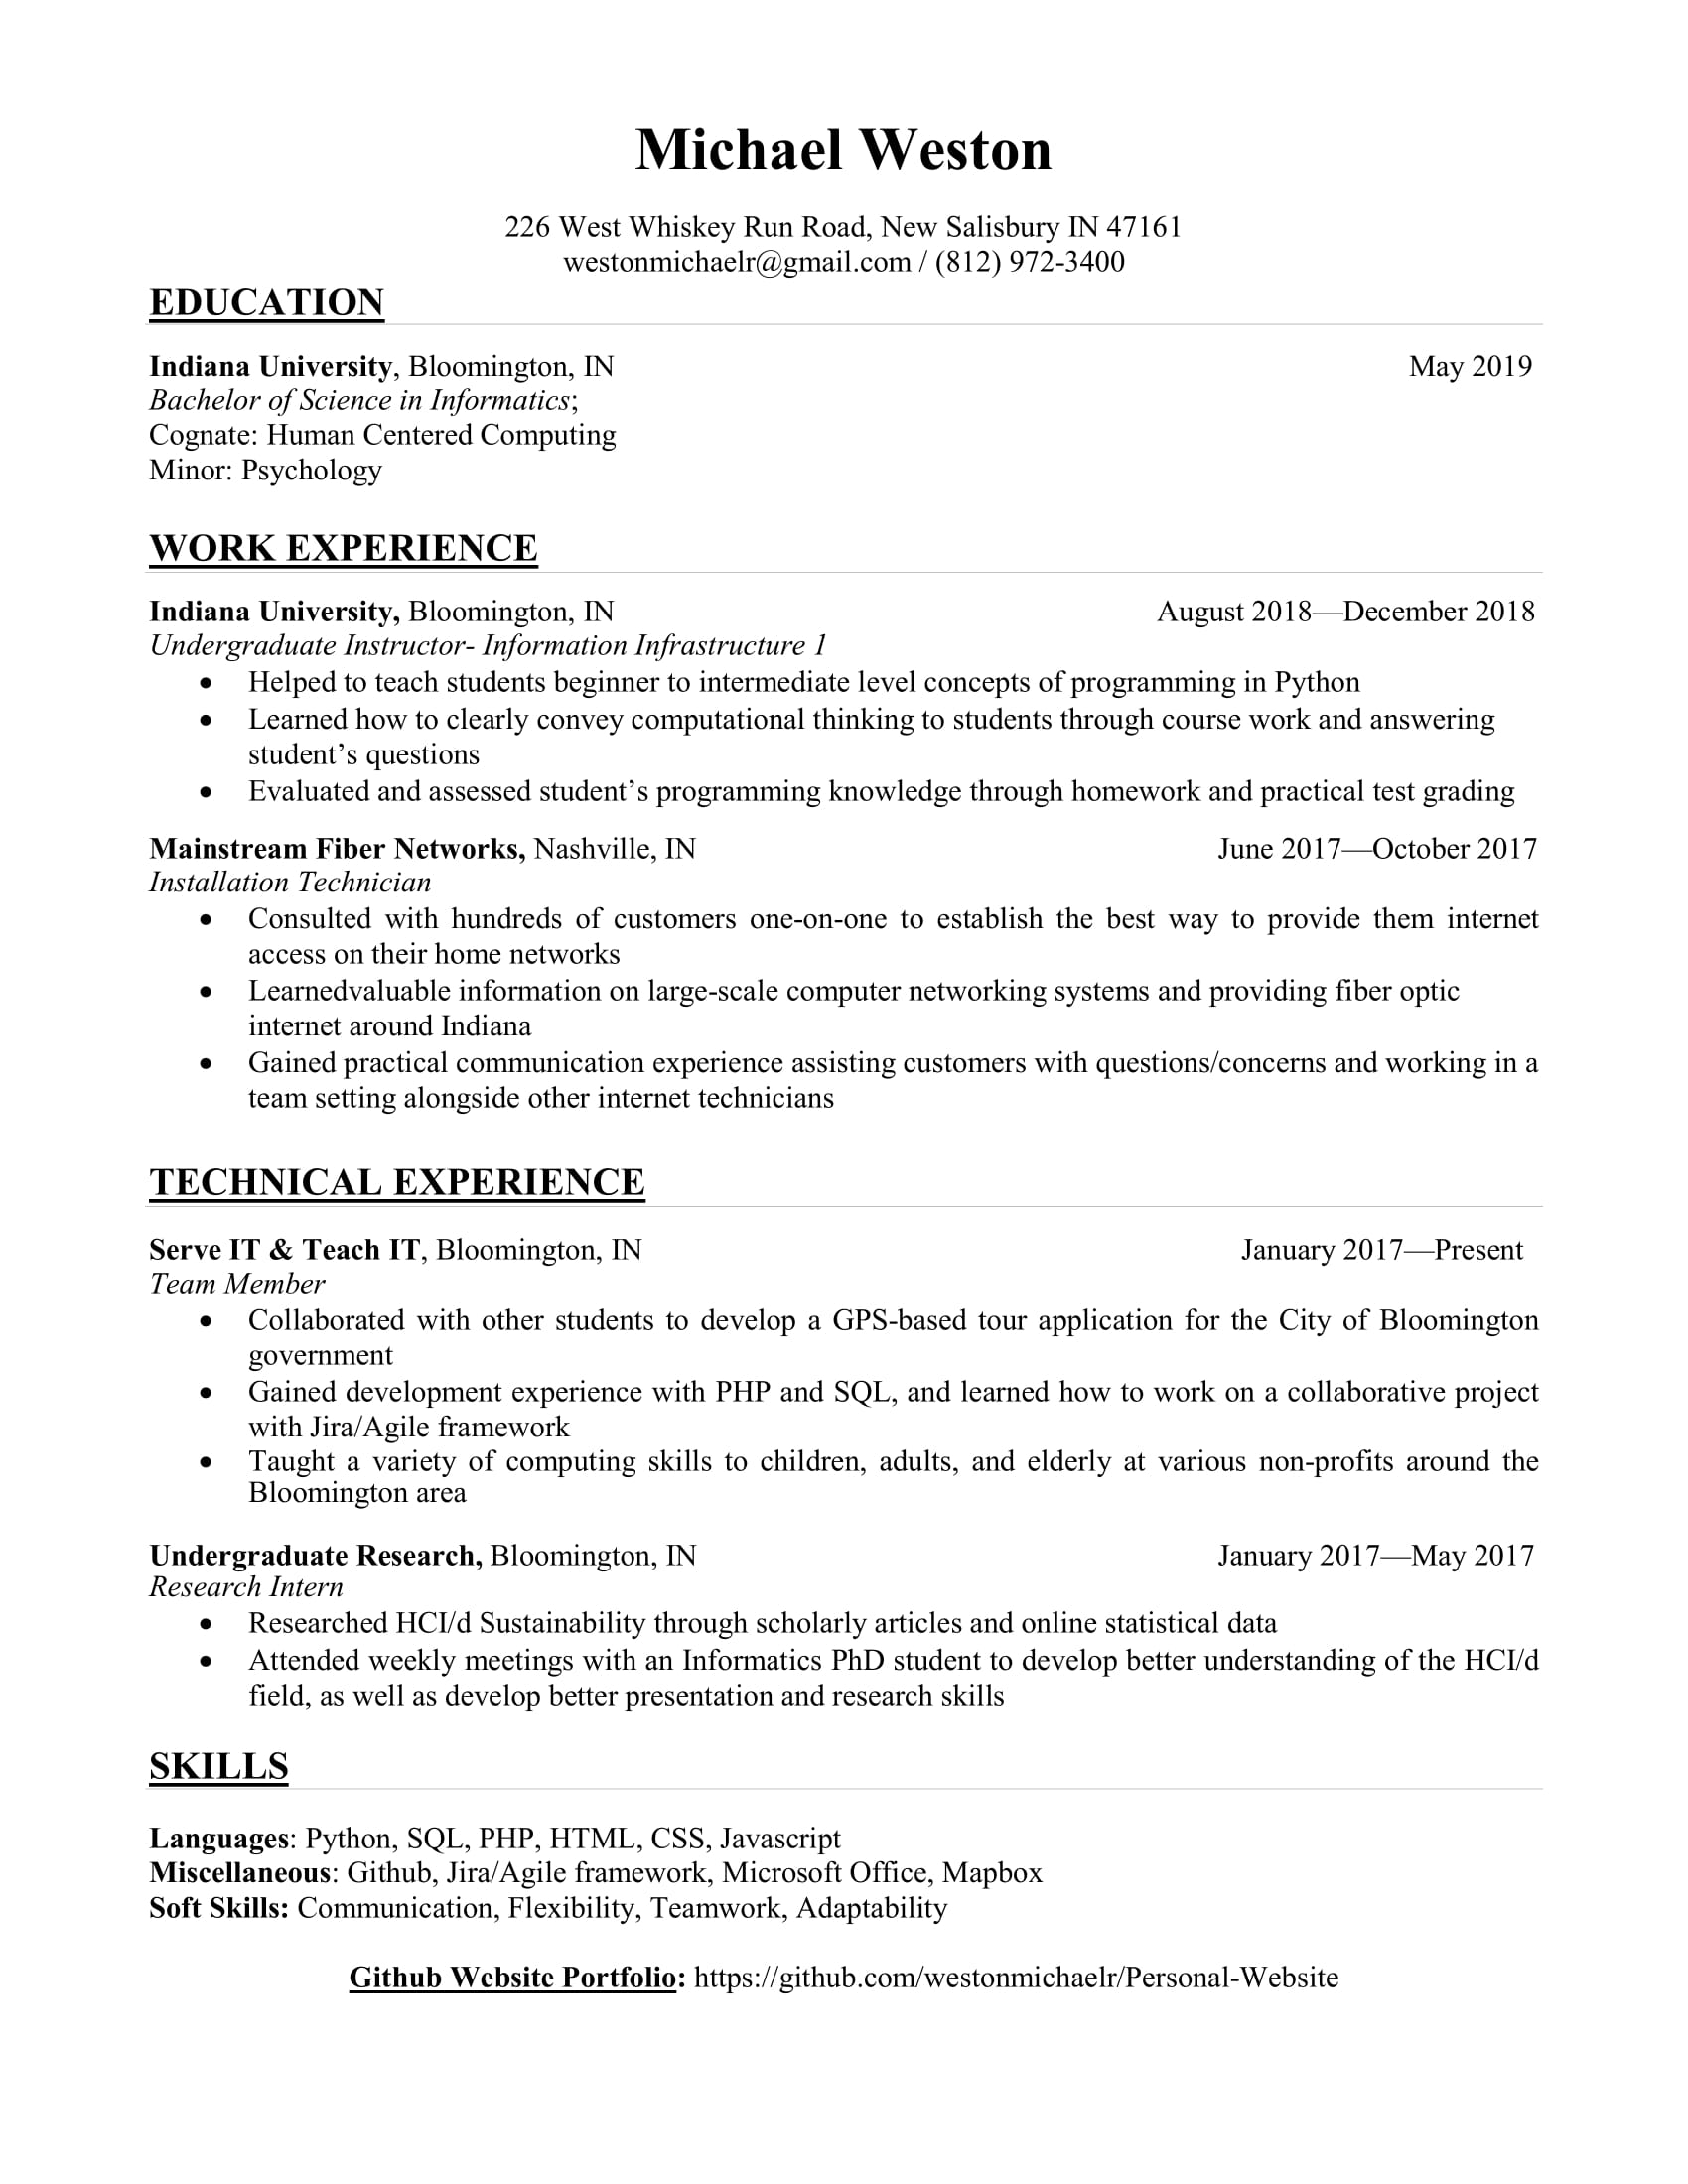 Michael Weston
226 West Whiskey Run Road, New Salisbury IN 47161
westonmichaelr@gmail.com / (812) 972-3400
EDUCATION
Indiana University, Bloomington, IN May 2019
Bachelor of Science in Informatics;
Cognate: Human Centered Computing
Minor: Psychology
WORK EXPERIENCE
Indiana University, Bloomington, IN August 2018—December 2018
Undergraduate Instructor- Information Infrastructure 1
• Helped to teach students beginner to intermediate level concepts of programming in Python
• Learned how to clearly convey computational thinking to students through course work and answering
student’s questions
• Evaluated and assessed student’s programming knowledge through homework and practical test grading
Mainstream Fiber Networks, Nashville, IN June 2017—October 2017
Installation Technician
• Consulted with hundreds of customers one-on-one to establish the best way to provide them internet
access on their home networks
• Learnedvaluable information on large-scale computer networking systems and providing fiber optic
internet around Indiana
• Gained practical communication experience assisting customers with questions/concerns and working in a
team setting alongside other internet technicians
TECHNICAL EXPERIENCE
Serve IT & Teach IT, Bloomington, IN January 2017—Present
Team Member
• Collaborated with other students to develop a GPS-based tour application for the City of Bloomington
government
• Gained development experience with PHP and SQL, and learned how to work on a collaborative project
with Jira/Agile framework
• Taught a variety of computing skills to children, adults, and elderly at various non-profits around the
Bloomington area
Undergraduate Research, Bloomington, IN January 2017—May 2017
Research Intern
• Researched HCI/d Sustainability through scholarly articles and online statistical data
• Attended weekly meetings with an Informatics PhD student to develop better understanding of the HCI/d
field, as well as develop better presentation and research skills
SKILLS
Languages: Python, SQL, PHP, HTML, CSS, Javascript
Miscellaneous: Github, Jira/Agile framework, Microsoft Office, Mapbox
Soft Skills: Communication, Flexibility, Teamwork, Adaptability
Github Website Portfolio: https://github.com/westonmichaelr/Personal-Website